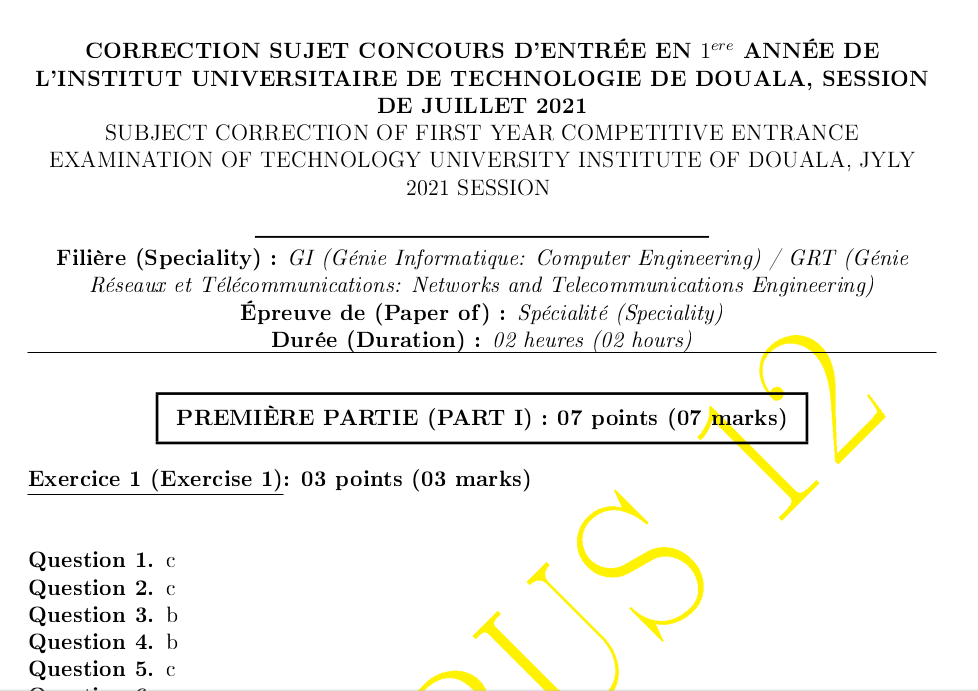 CORRECTION SUJET CONCOURS D'ENTRÉE EN 1ere ANNÉE DE
L'INSTITUT UNIVERSITAIRE DE TECHNOLOGIE DE DOUALA, SESSION
DE JUILLET 2021
SUBJECT CORRECTION OF FIRST YEAR COMPETITIVE ENTRANCE
EXAMINATION OF TECHNOLOGY UNIVERSITY INSTITUTE OF DOUALA, JYLY
2021 SESSION
Filière (Speciality) : GI (Génie Informatique: Computer Engineering) / GRT (Génie
Réseaux et Télécommunications: Networks and Telecommunications Engineering)
Épreuve de (Paper of) : Spécialité (Speciality)
Durée (Duration) : 02 heures (02 hours)
PREMIÈRE PARTIE (PART I) : 07 points (07 marks)
Exercice 1 (Exercise 1): 03 points (03 marks)
Question 1. c
Question 2. c
Question 3. b
Question 4. b
Question 5. c
PUS 12